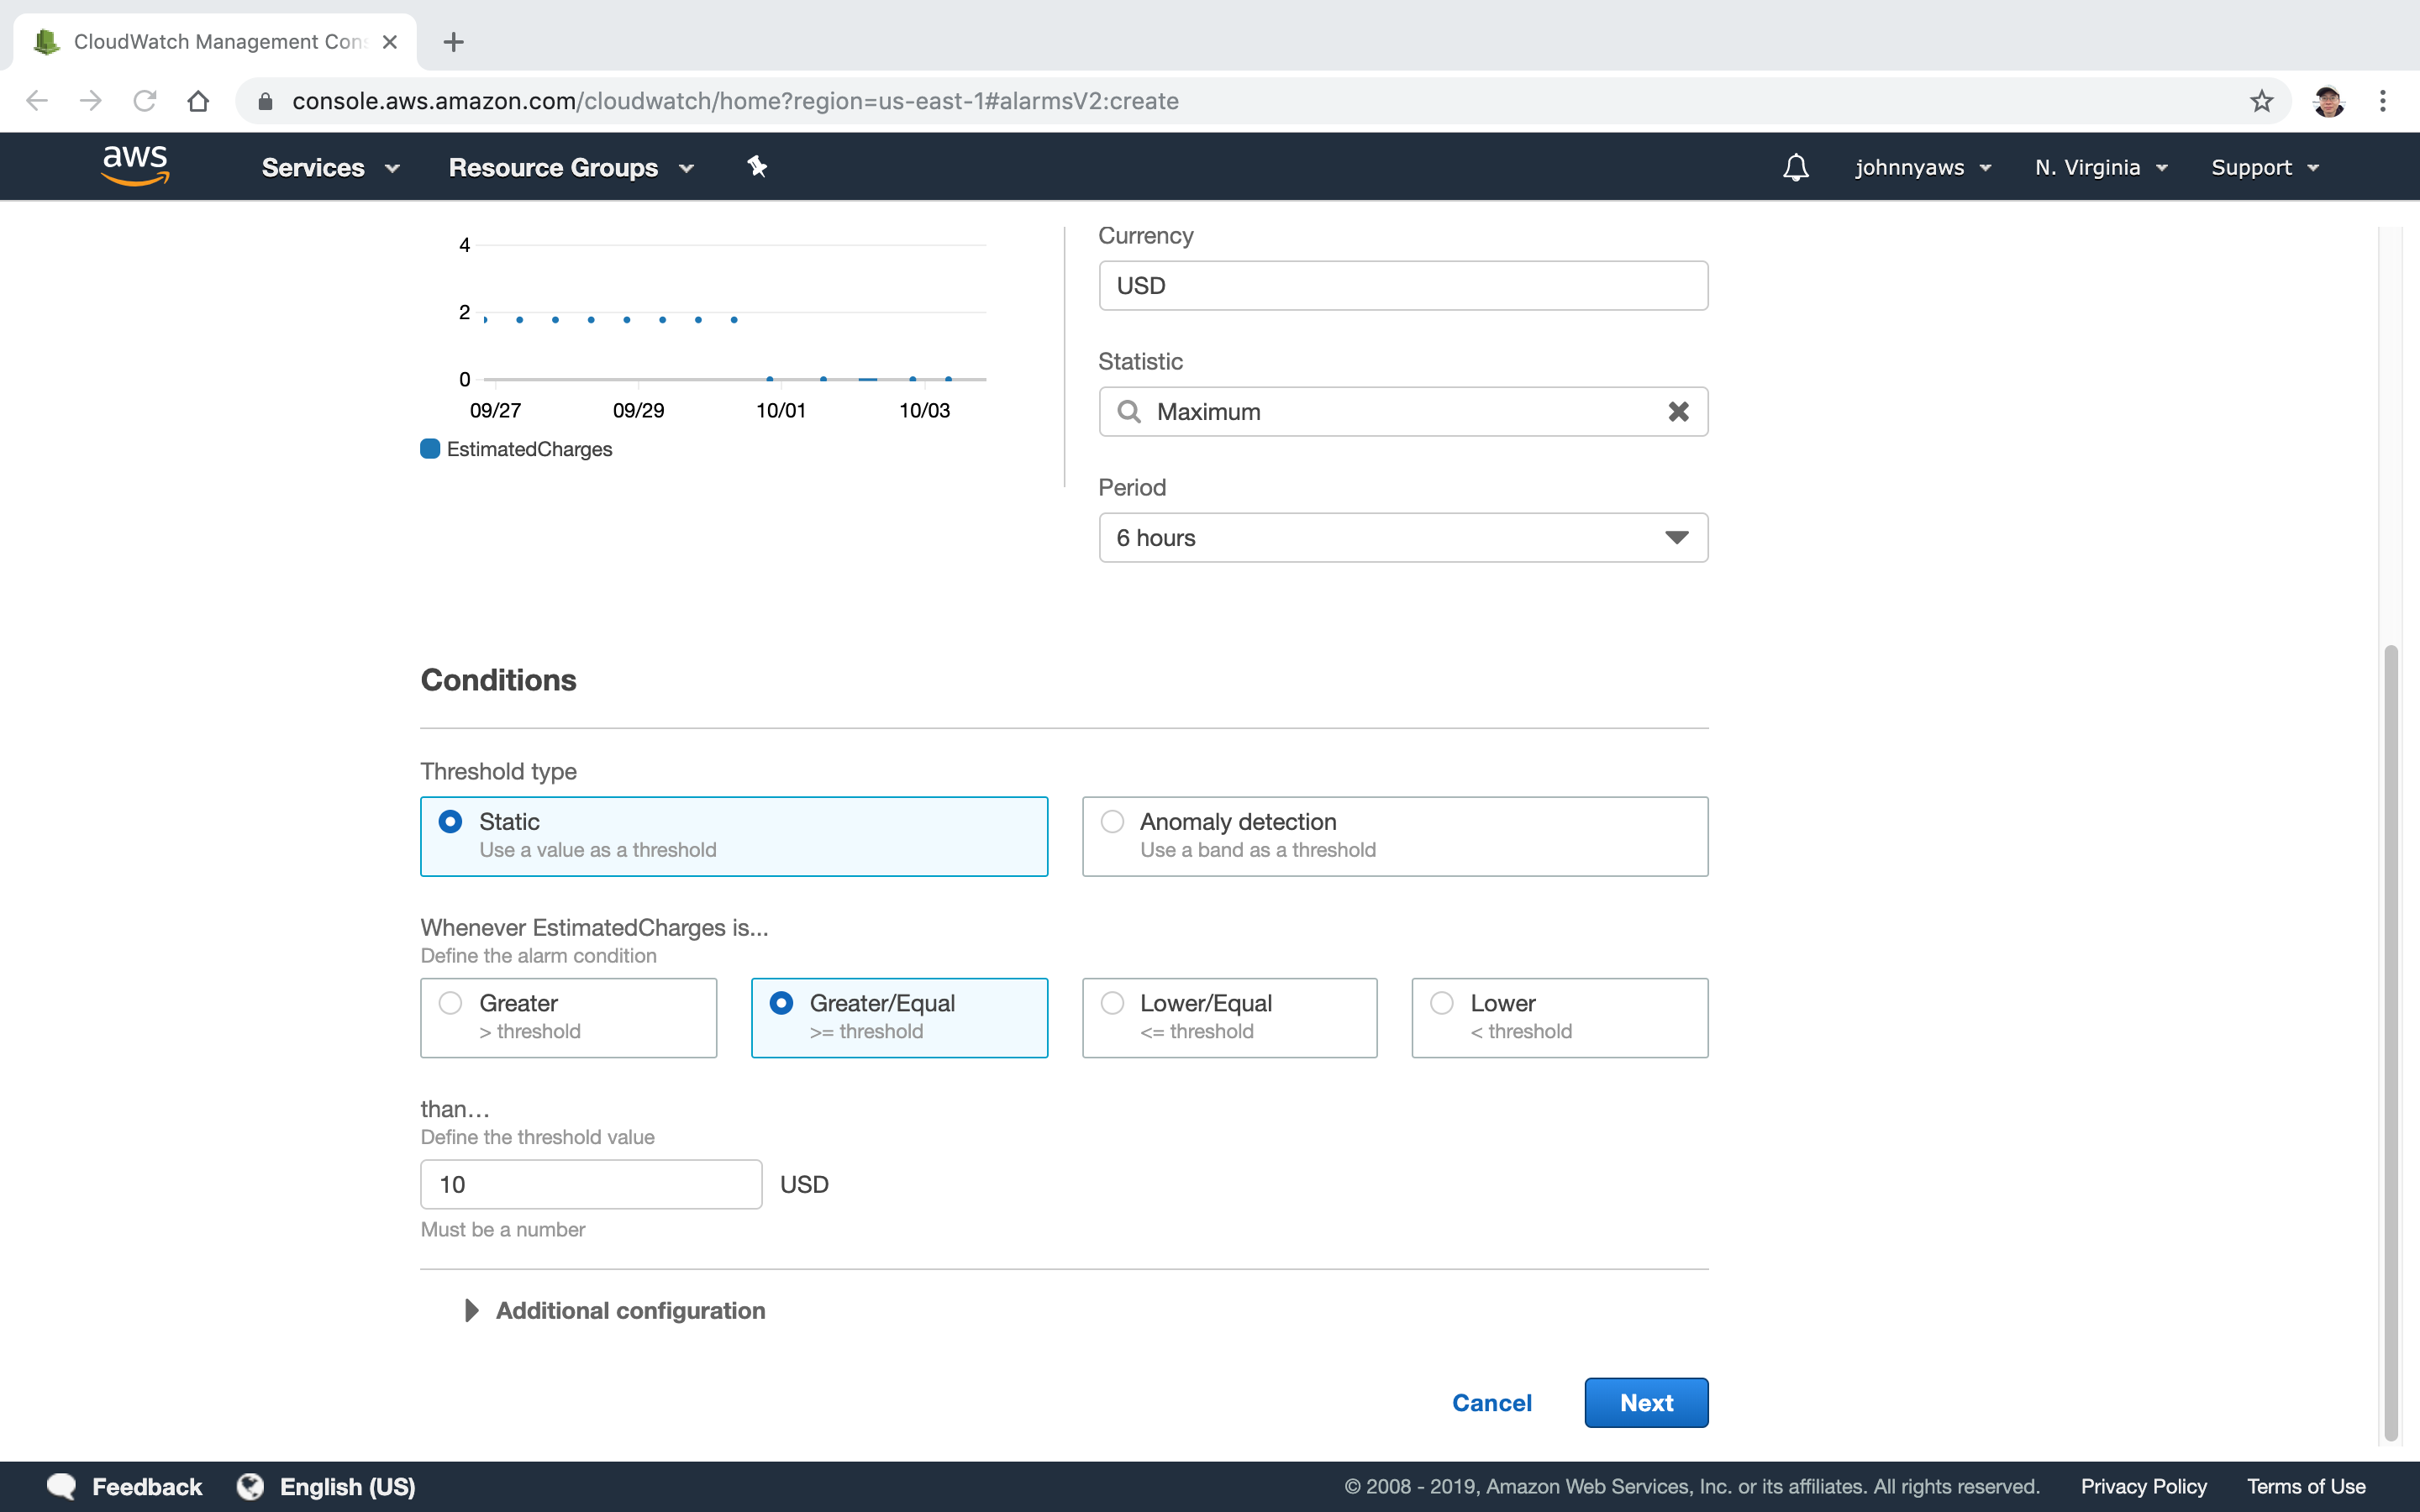 CloudWatch Management Con
console.aws.amazon.com/cloudwatch/home?region=us-east-1#alarmsV2:create
aws
Services
Resource Groups
johnnyaws
N. Virginia
Support
4
2
0
09/27
09/29
10/01
10/03
EstimatedCharges
Currency
USD
Statistic
Maximum
Period
6 hours
Conditions
Threshold type
Static
Use a value as a threshold
Anomaly detection
Use a band as a threshold
Whenever EstimatedCharges is...
Define the alarm condition
Greater
> threshold
Greater/Equal
>= threshold
Lower/Equal
<= threshold
Lower
< threshold
than...
Define the threshold value
10
USD
Must be a number
Additional configuration
Cancel
Next
Feedback
English (US)
© 2008 - 2019, Amazon Web Services, Inc. or its affiliates. All rights reserved.
Privacy Policy
Terms of Use